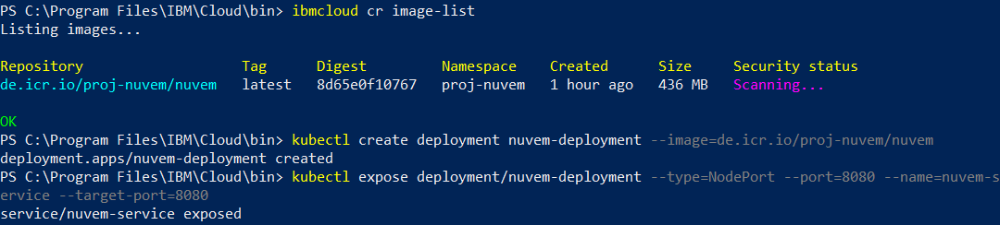 PS C:\Program Files\IBM\Cloud\bin> ibmcloud cr image-list
Listing images...
Repository Tag Digest Namespace Created Size Security status
de.icr.io/proj-nuvem/nuvem latest 8d65e0f10767 proj-nuvem 1 hour ago 436 MB Scanning...
OK
PS C:\Program Files\IBM\Cloud\bin> kubectl create deployment nuvem-deployment --image=de.icr.io/proj-nuvem/nuvem
deployment.apps/nuvem-deployment created
PS C:\Program Files\IBM\Cloud\bin> kubectl expose deployment/nuvem-deployment --type=NodePort --port=8080 --name=nuvem-s
ervice --target-port=8080
service/nuvem-service exposed